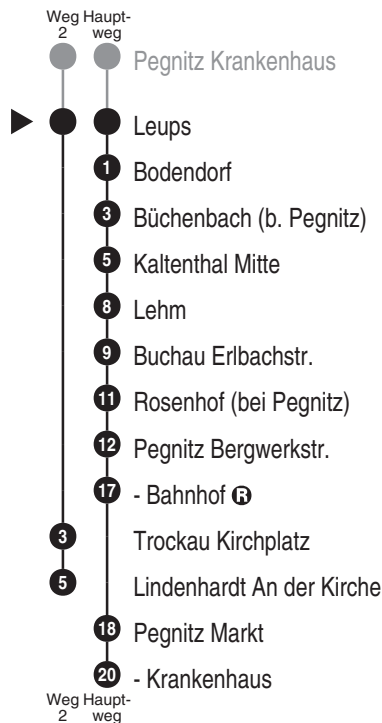 Weg Haupt-
2 weg
Pegnitz Krankenhaus
Leups
1 Bodendorf
3 Büchenbach (b. Pegnitz)
5 Kaltenthal Mitte
8 Lehm
9 Buchau Erlbachstr.
11 Rosenhof (bei Pegnitz)
12 Pegnitz Bergwerkstr.
17 - Bahnhof R
3 Trockau Kirchplatz
5 Lindenhardt An der Kirche
18 Pegnitz Markt
20 - Krankenhaus
Weg Haupt-
2 weg